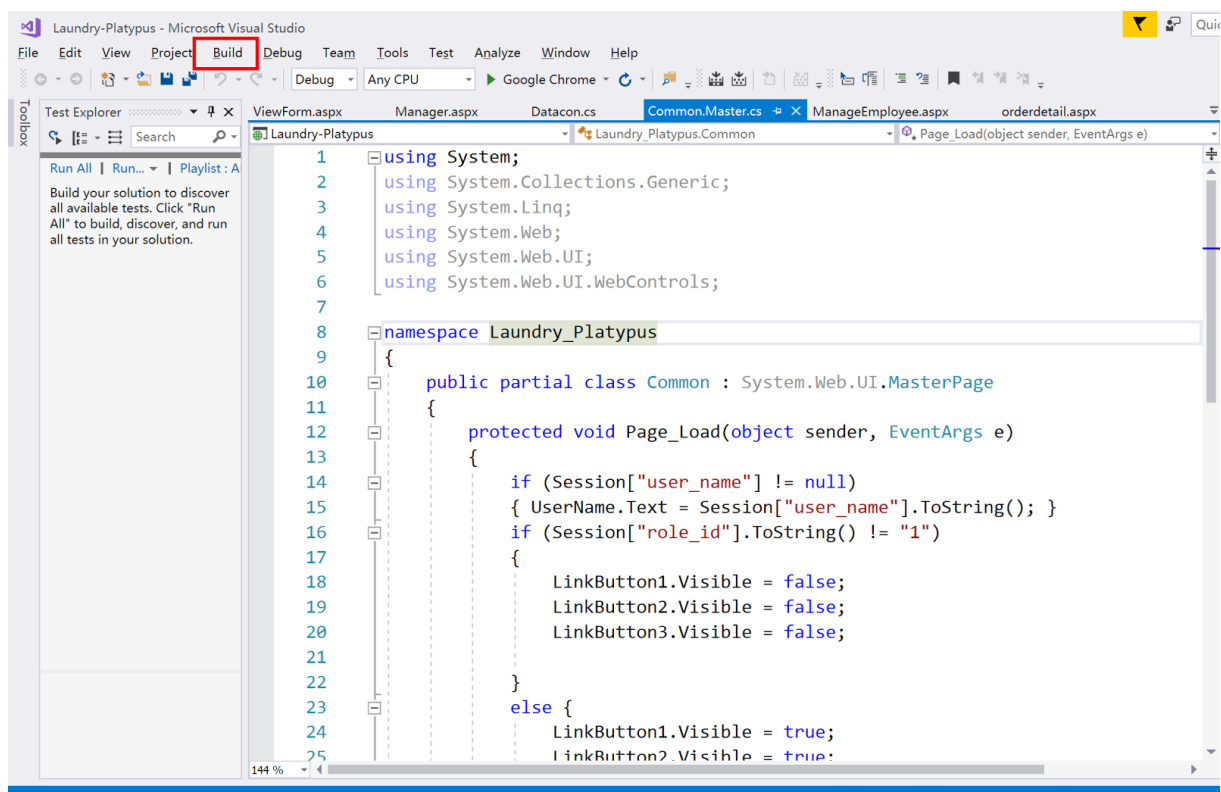 Laundry-Platypus - Microsoft Visual Studio
Quic
File Edit View Project Build Debug Team Tools Test Analyze Window Help
Debug Any CPU Google Chrome
Toolbox
Test Explorer
ViewForm.aspx Manager.aspx Datacon.cs Common.Master.cs ManageEmployee.aspx orderdetail.aspx
Search
Laundry-Platypus Laundry_Platypus.Common Page_Load(object sender, EventArgs e)
Run All | Run... | Playlist : A
Build your solution to discover
all available tests. Click "Run
All" to build, discover, and run
all tests in your solution.
1 using System;
2 using System.Collections.Generic;
3 using System.Linq;
4 using System.Web;
5 using System.Web.UI;
6 using System.Web.UI.WebControls;
7
8 namespace Laundry_Platypus
9 {
10 public partial class Common : System.Web.UI.MasterPage
11 {
12 protected void Page_Load(object sender, EventArgs e)
13 {
14 if (Session["user_name"] != null)
15 { UserName.Text = Session["user_name"].ToString(); }
16 if (Session["role_id"].ToString() != "1")
17 {
18 LinkButton1.Visible = false;
19 LinkButton2.Visible = false;
20 LinkButton3.Visible = false;
21
22 }
23 else {
24 LinkButton1.Visible = true;
25 LinkButton2.Visible = true;
144 %